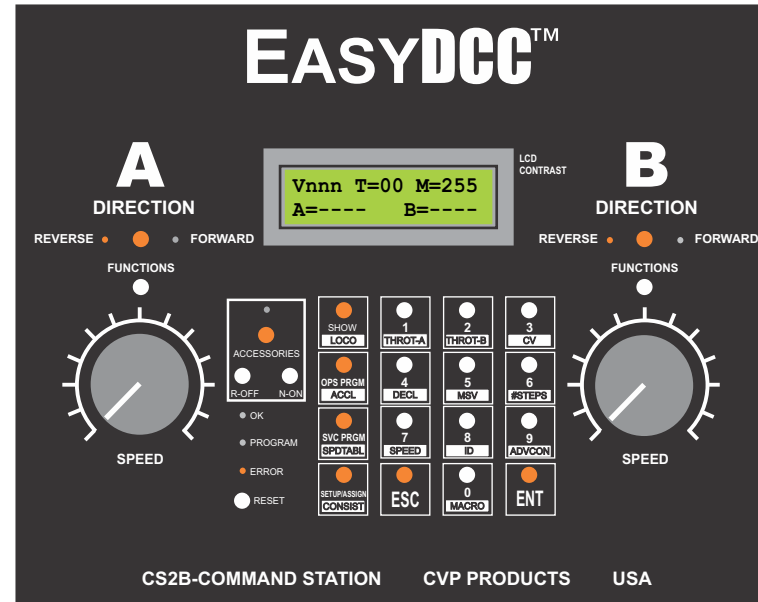 EASYDCC™
LCD
CONTRAST
A
DIRECTION
REVERSE
FORWARD
FUNCTIONS
SPEED
Vnnn T=00 M=255
A=---- B=----
B
DIRECTION
REVERSE
FORWARD
FUNCTIONS
SPEED
ACCESSORIES
R-OFF N-ON
OK
PROGRAM
ERROR
RESET
SHOW
LOCO
1
THROT-A
2
THROT-B
3
CV
OPS PRGM
ACCL
4
DECL
5
MSV
6
#STEPS
SVC PRGM
SPDTABL
7
SPEED
8
ID
9
ADVCON
SETUP/ASSIGN
CONSIST
ESC
0
MACRO
ENT
CS2B-COMMAND STATION CVP PRODUCTS USA